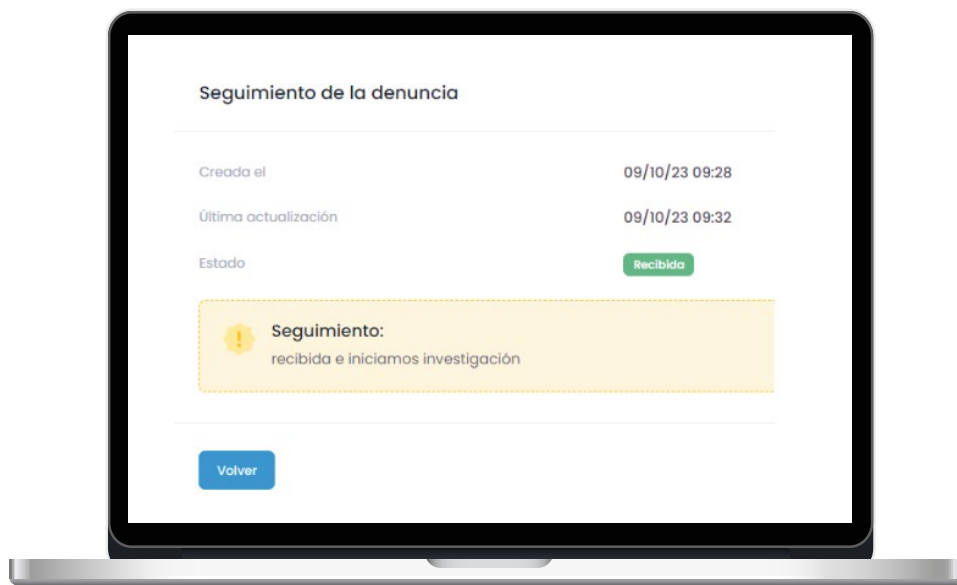 Seguimiento de la denuncia
Creada el 09/10/23 09:28
Última actualización 09/10/23 09:32
Estado Recibida
Seguimiento:
recibida e iniciamos investigación
Volver